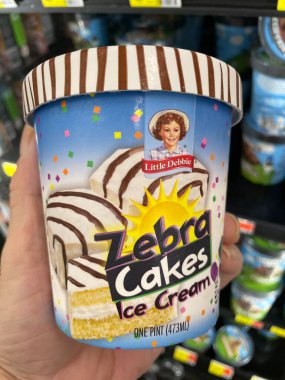 Little Debbie
Zebra
Cakes
Ice Cream
ONE PINT (473ML)